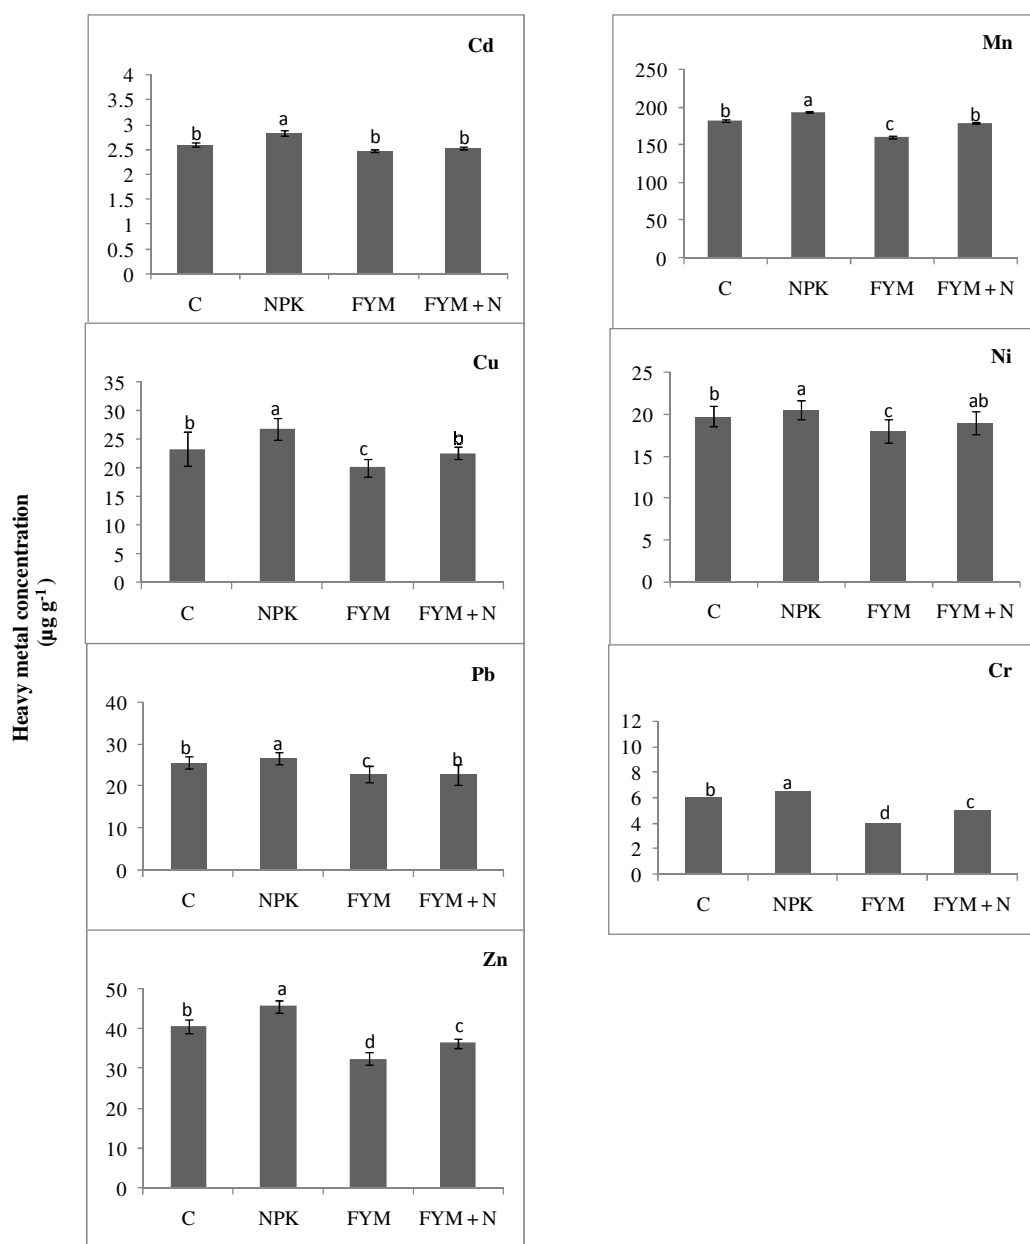 Heavy metal concentration
(µg g-1)
Cd
4
3.5
3
2.5
2
1.5
1
0.5
0
b
a
b
b
C NPK FYM FYM + N
Mn
250
200
150
100
50
0
b
a
c
b
C NPK FYM FYM + N
Cu
35
30
25
20
15
10
5
0
b
a
c
b
C NPK FYM FYM + N
Ni
25
20
15
10
5
0
b
a
c
ab
C NPK FYM FYM + N
Pb
40
30
20
10
0
b
a
c
b
C NPK FYM FYM + N
Cr
12
10
8
6
4
2
0
b
a
d
c
C NPK FYM FYM + N
Zn
50
40
30
20
10
0
b
a
d
c
C NPK FYM FYM + N